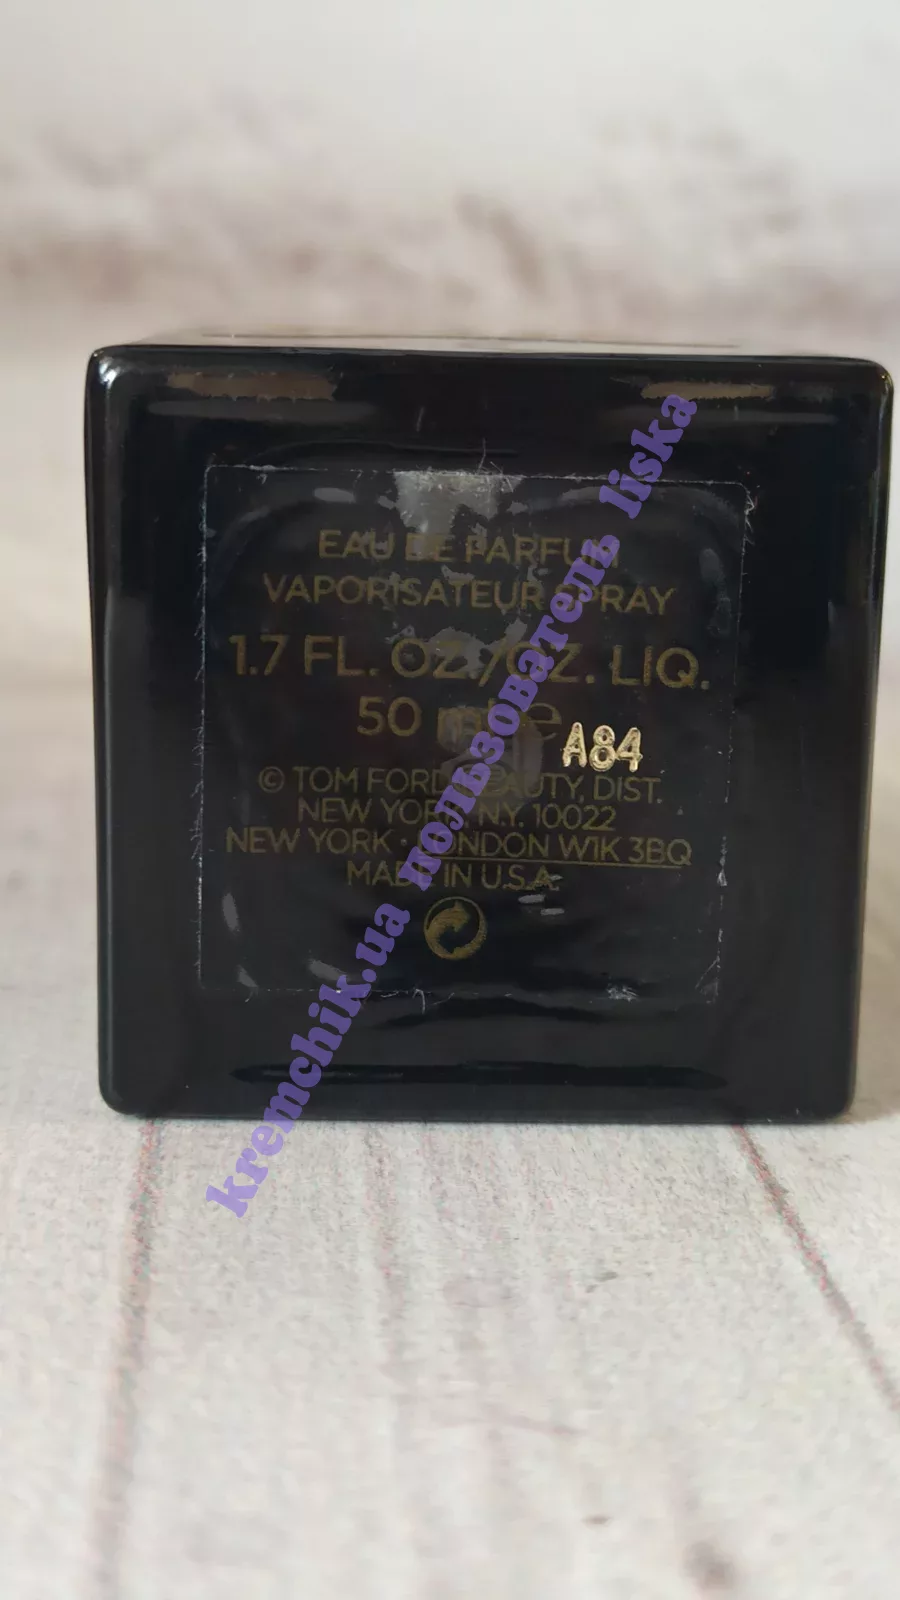 EAU DE PARFUM
VAPORISATEUR SPRAY
1.7 FL. OZ./OZ. LIQ.
50 ml e
A84
© TOM FORD BEAUTY, DIST.
NEW YORK, N.Y. 10022
NEW YORK · LONDON W1K 3BQ
MADE IN U.S.A.
kremchik.ua пользователь liska